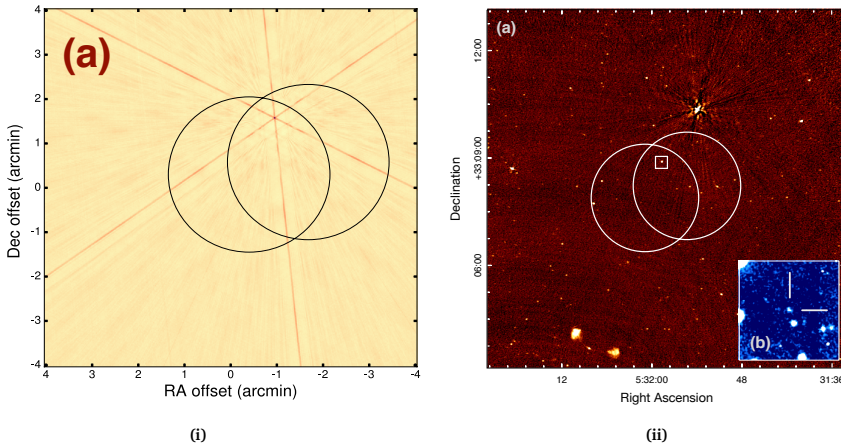 (a)
4
3
2
1
0
-1
-2
-3
-4
Dec offset (arcmin)
4 3 2 1 0 -1 -2 -3 -4
RA offset (arcmin)
(i)
(a)
12:00
+33:09:00
06:00
Declination
(b)
12 5:32:00 48 31:36
Right Ascension
(ii)